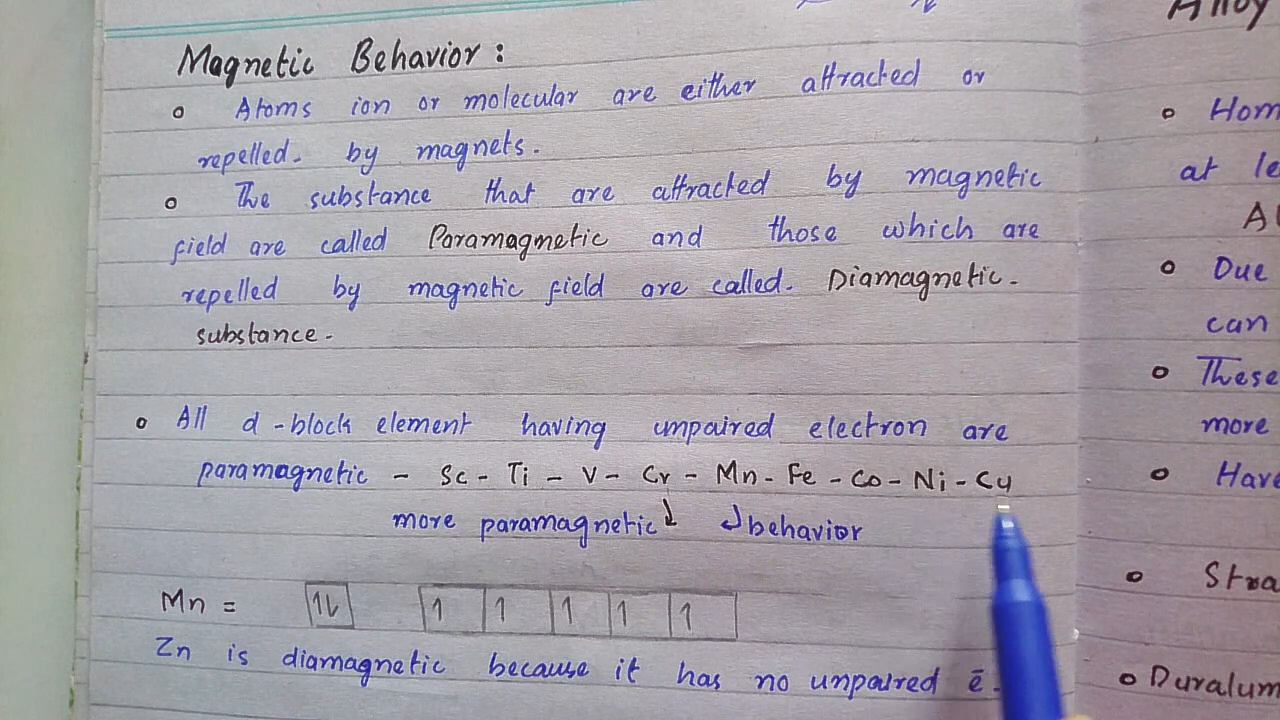 Magnetic Behavior :
o Atoms ion or molecular are either attracted or
repelled. by magnets.
o The substance that are attracted by magnetic
field are called Paramagnetic and those which are
repelled by magnetic field are called. Diamagnetic.
substance.
o All d-block element having unpaired electron are
paramagnetic - Sc - Ti - V - Cr - Mn - Fe - Co - Ni - Cu
more paramagnetic ↓ ↲ behavior
Mn = 1L 1 1 1 1 1
Zn is diamagnetic because it has no unpaired ē.
Alloy
o Hom
at le
Al
o Due
can
o These
more
o Have
o Stra
o Duralum